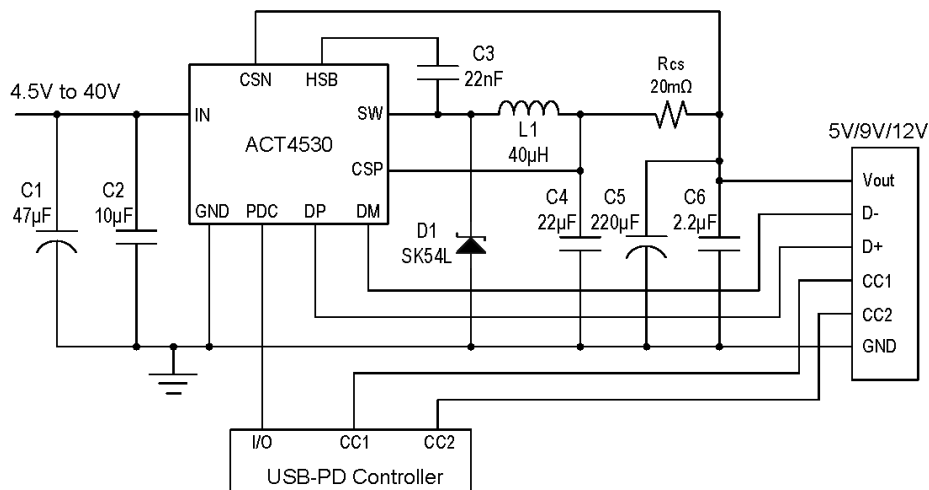 4.5V to 40V
CSN
HSB
C3
22nF
Rcs
20mΩ
IN
SW
ACT4530
L1
40µH
CSP
5V/9V/12V
C1
47µF
C2
10µF
GND
PDC
DP
DM
D1
SK54L
C4
22µF
C5
220µF
C6
2.2µF
Vout
D-
D+
CC1
CC2
GND
I/O
CC1
CC2
USB-PD Controller